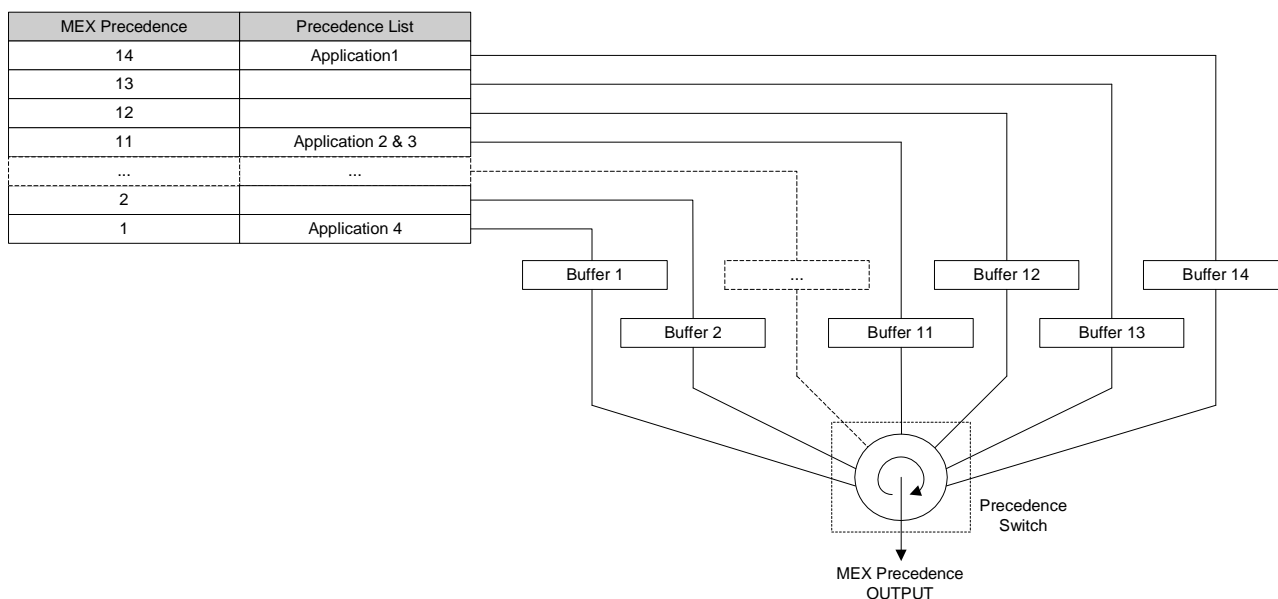 MEX Precedence Precedence List
14 Application1
13
12
11 Application 2 & 3
... ...
2
1 Application 4
Buffer 1 ... Buffer 12 Buffer 14
Buffer 2 Buffer 11 Buffer 13
Precedence
Switch
MEX Precedence
OUTPUT